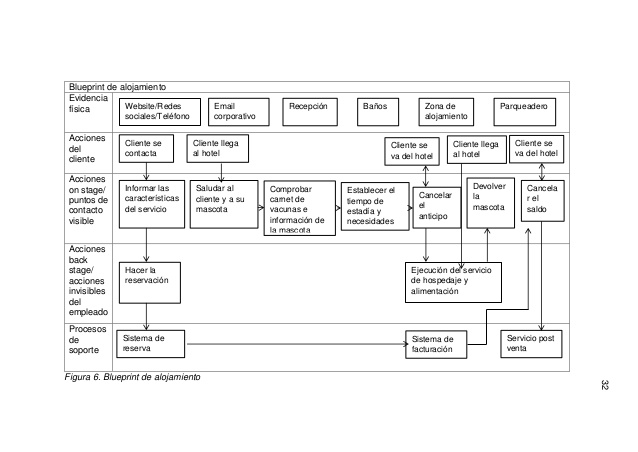 Blueprint de alojamiento
Evidencia
física
Website/Redes
sociales/Teléfono
Email
corporativo
Recepción
Baños
Zona de
alojamiento
Parqueadero
Acciones
del
cliente
Cliente se
contacta
Cliente llega
al hotel
Cliente se
va del hotel
Cliente llega
al hotel
Cliente se
va del hotel
Acciones
on stage/
puntos de
contacto
visible
Informar las
características
del servicio
Saludar al
cliente y a su
mascota
Comprobar
carnet de
vacunas e
información de
la mascota
Establecer el
tiempo de
estadía y
necesidades
Cancelar
el
anticipo
Devolver
la
mascota
Cancela
r el
saldo
Acciones
back
stage/
acciones
invisibles
del
empleado
Hacer la
reservación
Ejecución del servicio
de hospedaje y
alimentación
Procesos
de
soporte
Sistema de
reserva
Sistema de
facturación
Servicio post
venta
Figura 6. Blueprint de alojamiento
32